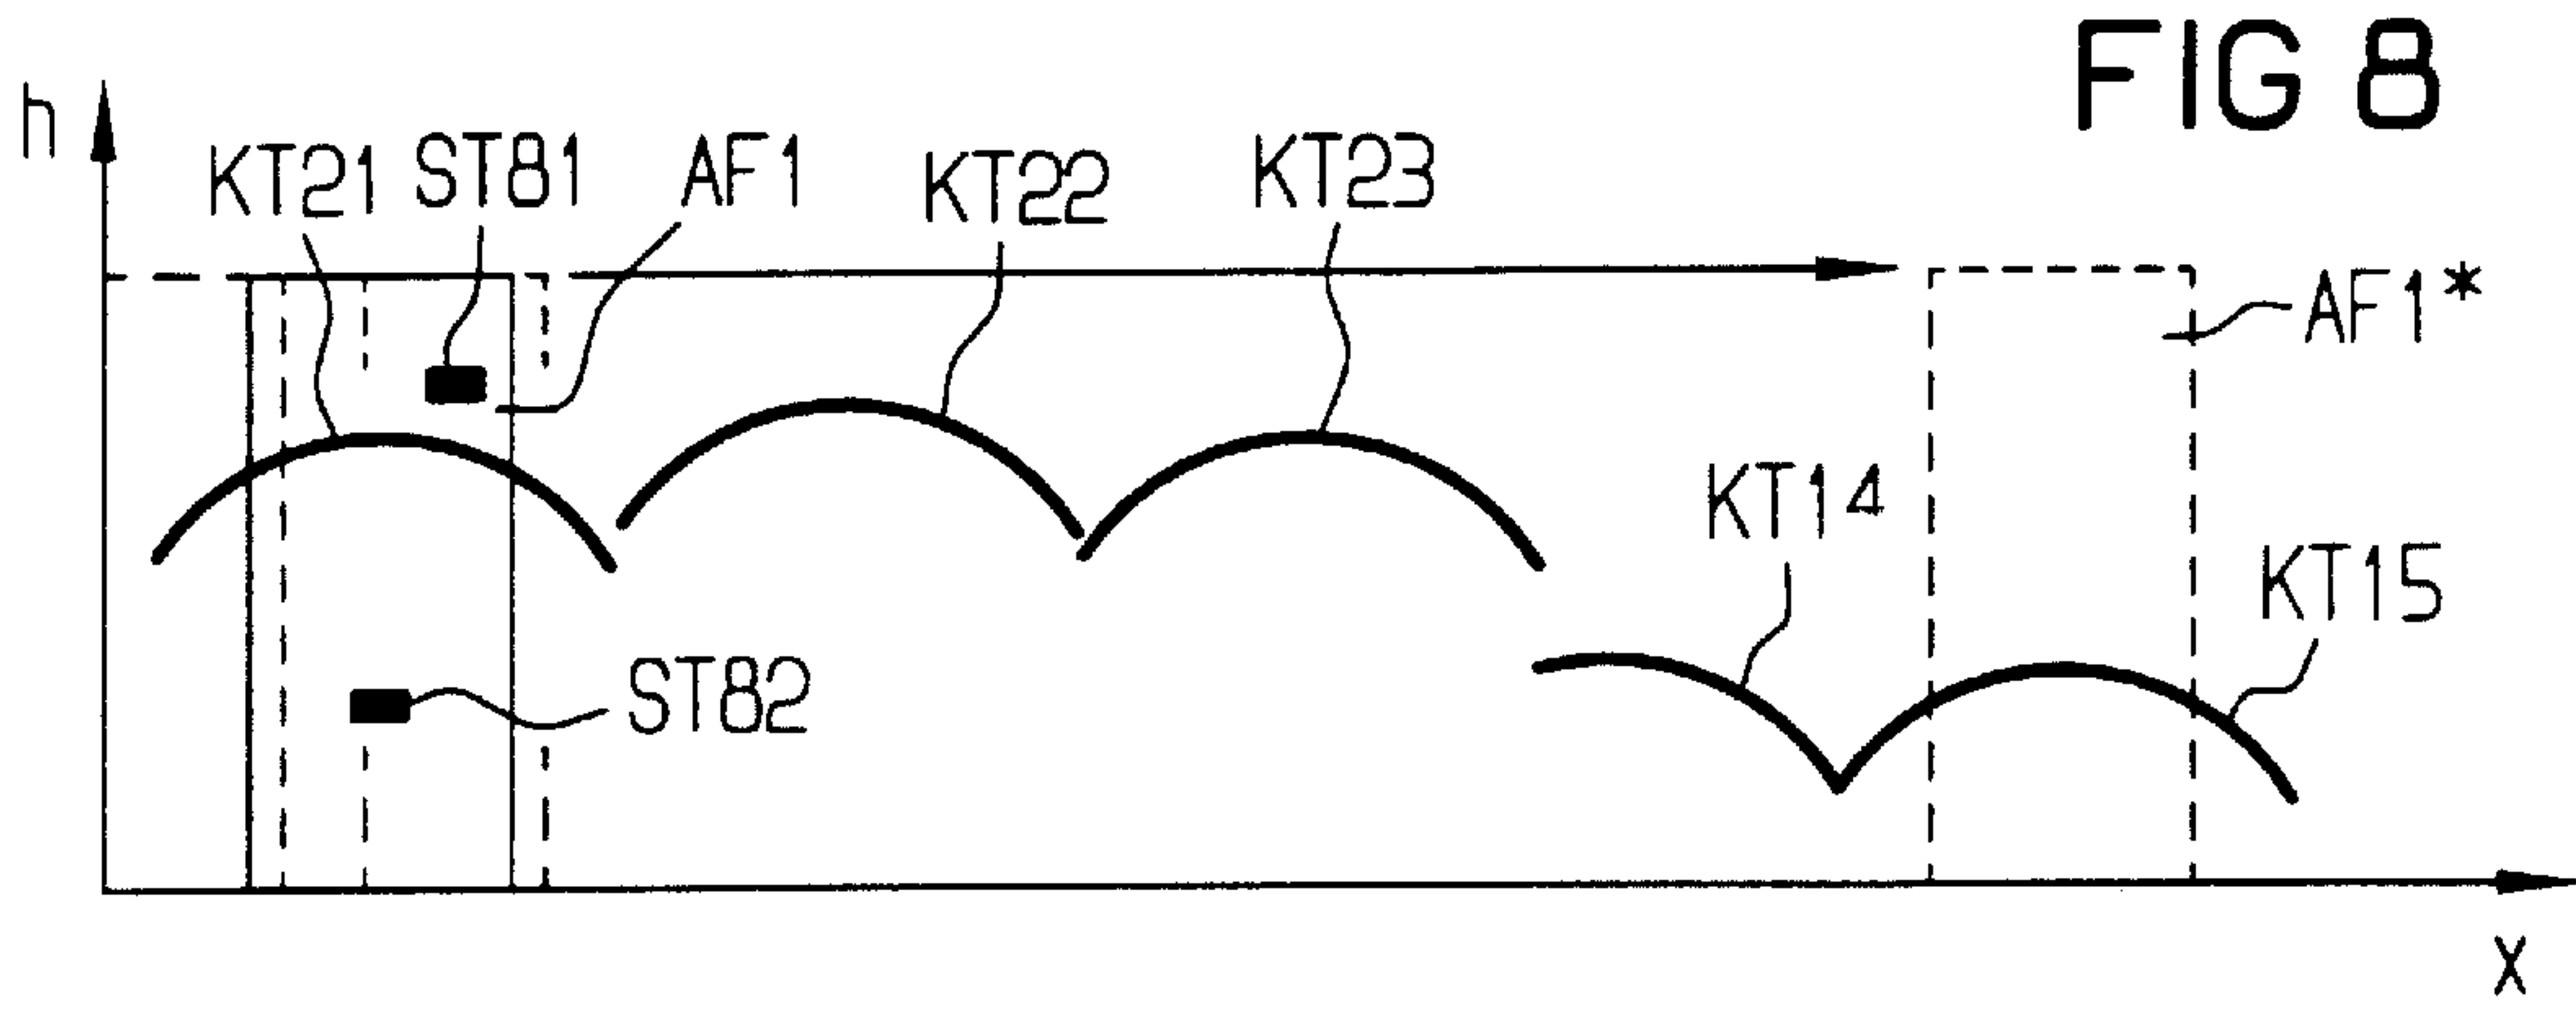 FIG 8
h
KT21 ST81 AF1 KT22 KT23
AF1*
KT14
KT15
ST82
X